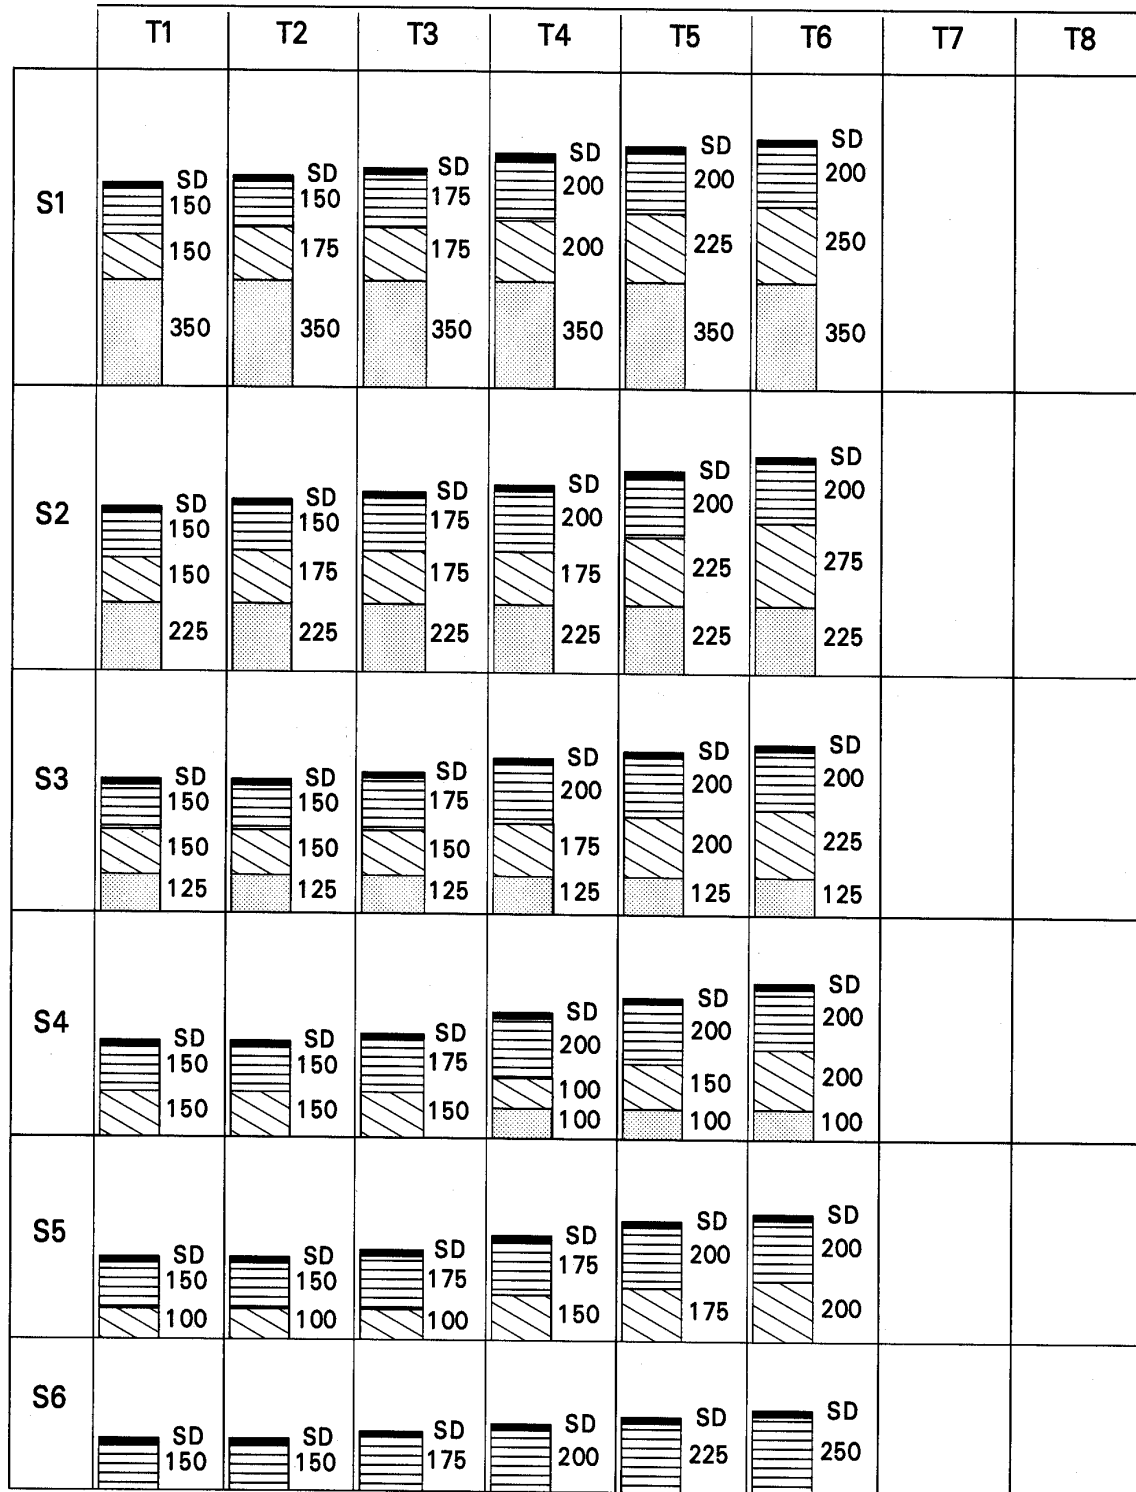 T1 T2 T3 T4 T5 T6 T7 T8
S1
SD SD SD SD SD SD
150 150 175 200 200 200
150 175 175 200 225 250
350 350 350 350 350 350
S2
SD SD SD SD SD SD
150 150 175 200 200 200
150 175 175 175 225 275
225 225 225 225 225 225
S3
SD SD SD SD SD SD
150 150 175 200 200 200
150 150 150 175 200 225
125 125 125 125 125 125
S4
SD SD SD SD SD SD
150 150 175 200 200 200
150 150 150 100 150 200
100 100 100
S5
SD SD SD SD SD SD
150 150 175 175 200 200
100 100 100 150 175 200
S6
SD SD SD SD SD SD
150 150 175 200 225 250